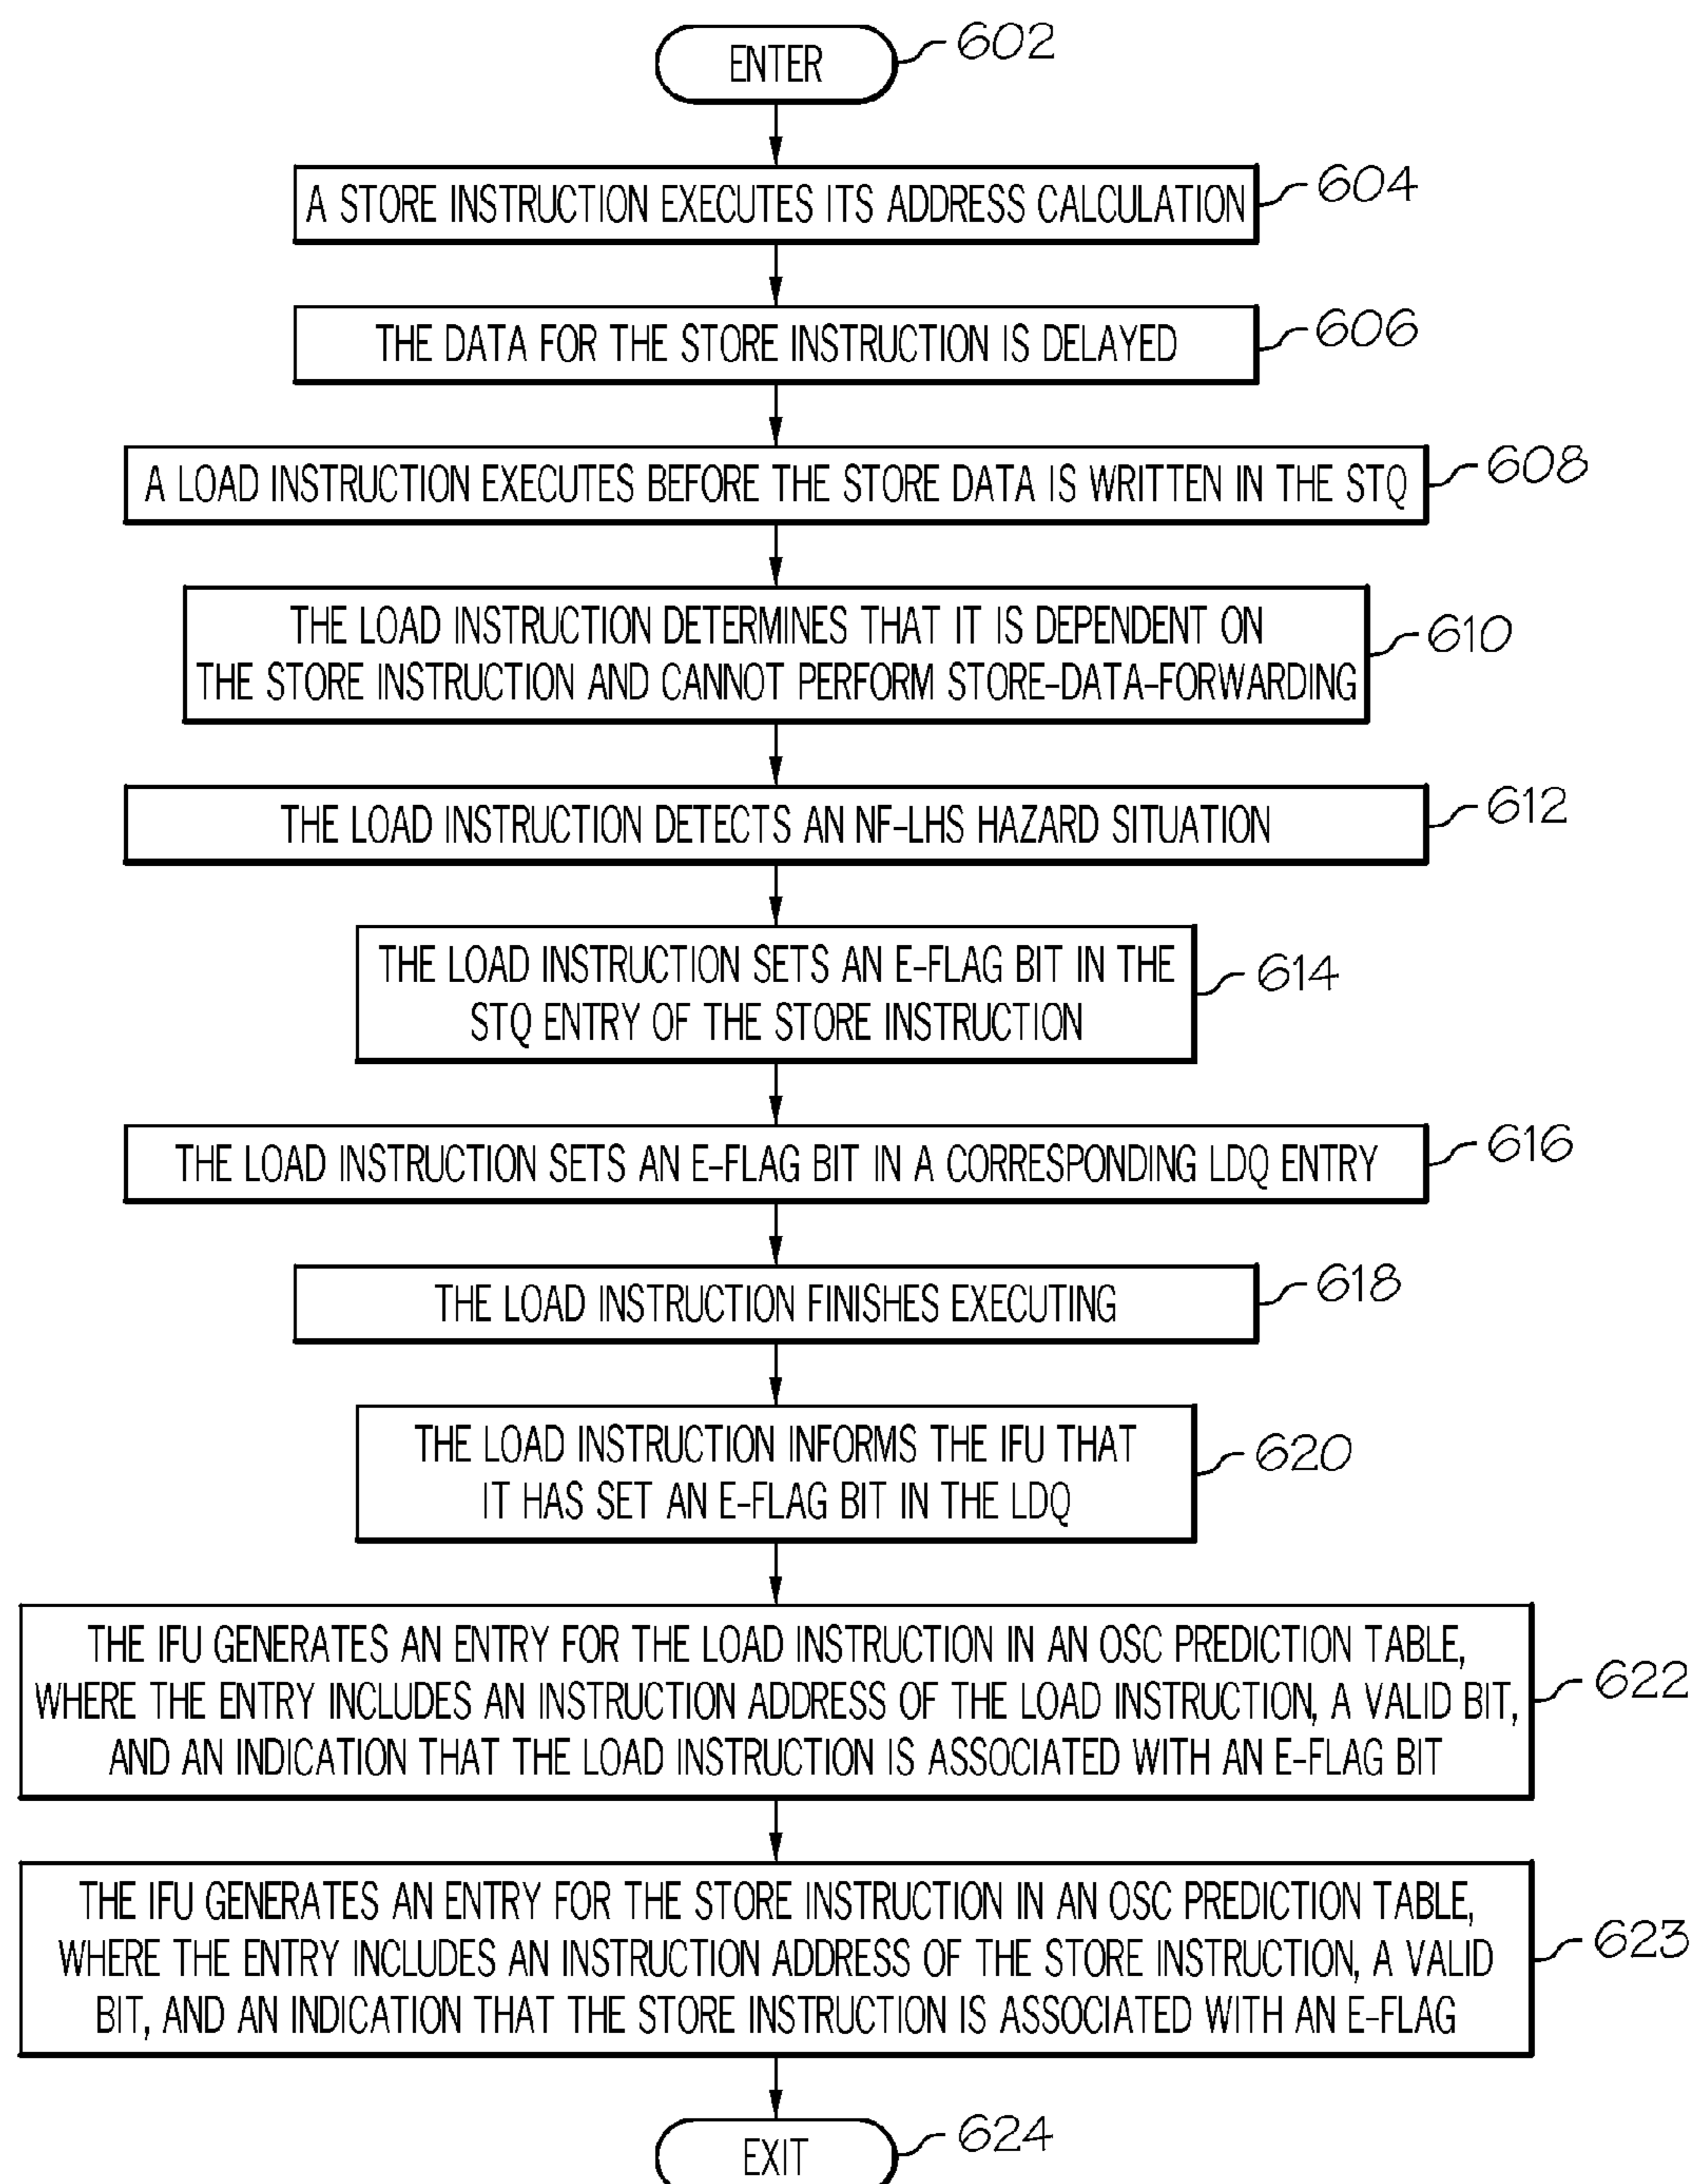 ENTER
602
A STORE INSTRUCTION EXECUTES ITS ADDRESS CALCULATION
604
THE DATA FOR THE STORE INSTRUCTION IS DELAYED
606
A LOAD INSTRUCTION EXECUTES BEFORE THE STORE DATA IS WRITTEN IN THE STQ
608
THE LOAD INSTRUCTION DETERMINES THAT IT IS DEPENDENT ON
THE STORE INSTRUCTION AND CANNOT PERFORM STORE-DATA-FORWARDING
610
THE LOAD INSTRUCTION DETECTS AN NF-LHS HAZARD SITUATION
612
THE LOAD INSTRUCTION SETS AN E-FLAG BIT IN THE
STQ ENTRY OF THE STORE INSTRUCTION
614
THE LOAD INSTRUCTION SETS AN E-FLAG BIT IN A CORRESPONDING LDQ ENTRY
616
THE LOAD INSTRUCTION FINISHES EXECUTING
618
THE LOAD INSTRUCTION INFORMS THE IFU THAT
IT HAS SET AN E-FLAG BIT IN THE LDQ
620
THE IFU GENERATES AN ENTRY FOR THE LOAD INSTRUCTION IN AN OSC PREDICTION TABLE,
WHERE THE ENTRY INCLUDES AN INSTRUCTION ADDRESS OF THE LOAD INSTRUCTION, A VALID BIT,
AND AN INDICATION THAT THE LOAD INSTRUCTION IS ASSOCIATED WITH AN E-FLAG BIT
622
THE IFU GENERATES AN ENTRY FOR THE STORE INSTRUCTION IN AN OSC PREDICTION TABLE,
WHERE THE ENTRY INCLUDES AN INSTRUCTION ADDRESS OF THE STORE INSTRUCTION, A VALID
BIT, AND AN INDICATION THAT THE STORE INSTRUCTION IS ASSOCIATED WITH AN E-FLAG
623
EXIT
624